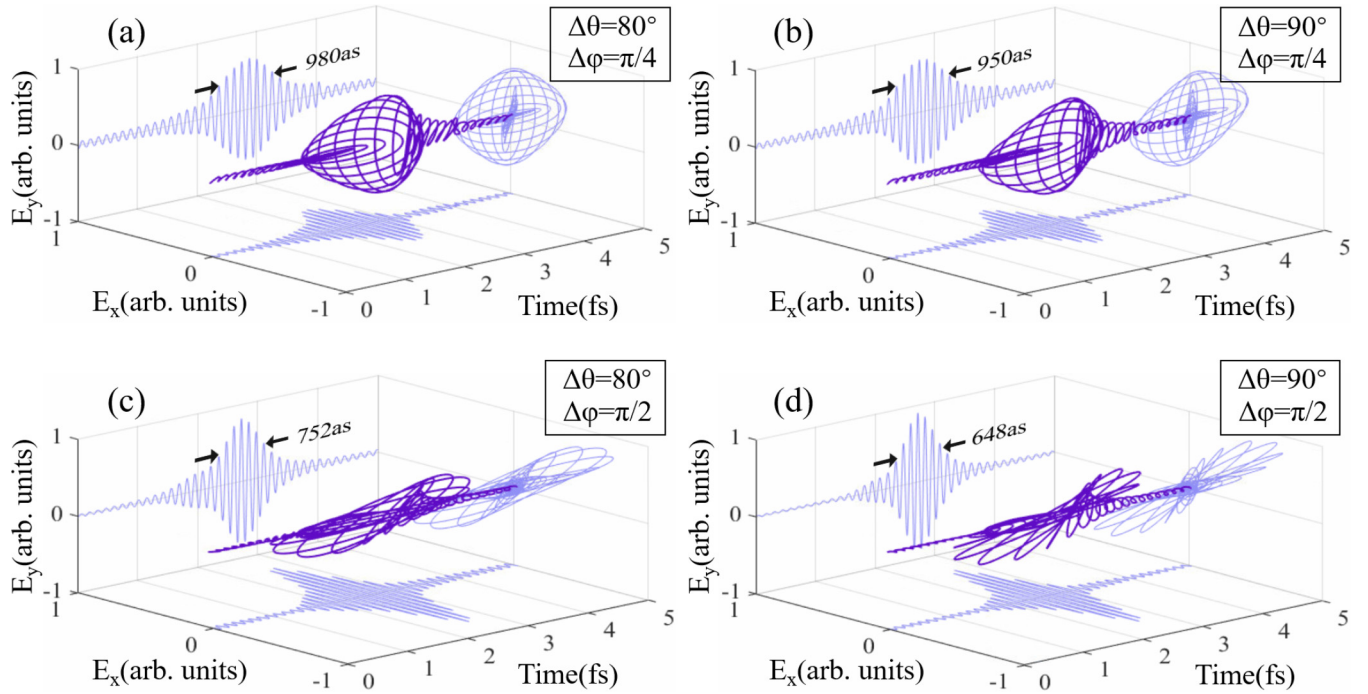 (a)
Δθ=80°
Δφ=π/4
980as
E_y(arb. units)
1
0
-1
1
0
-1
E_x(arb. units)
0
1
2
3
4
5
Time(fs)
(b)
Δθ=90°
Δφ=π/4
950as
E_y(arb. units)
1
0
-1
1
0
-1
E_x(arb. units)
0
1
2
3
4
5
Time(fs)
(c)
Δθ=80°
Δφ=π/2
752as
E_y(arb. units)
1
0
-1
1
0
-1
E_x(arb. units)
0
1
2
3
4
5
Time(fs)
(d)
Δθ=90°
Δφ=π/2
648as
E_y(arb. units)
1
0
-1
1
0
-1
E_x(arb. units)
0
1
2
3
4
5
Time(fs)